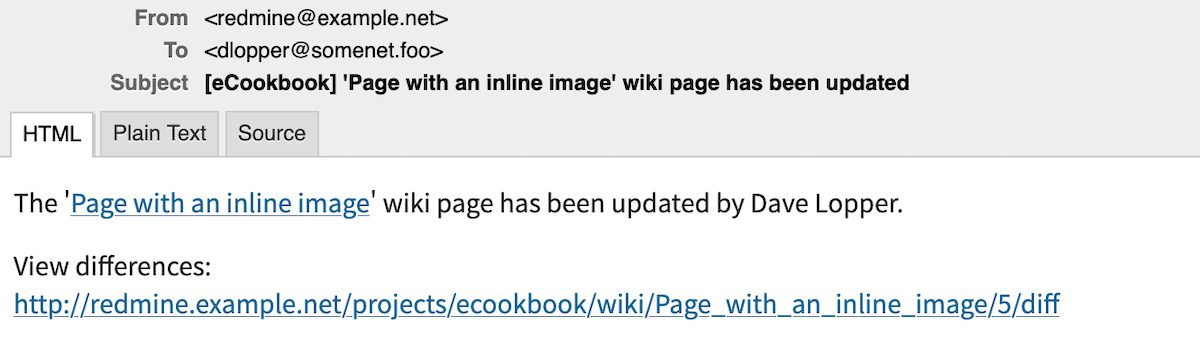 From <redmine@example.net>
To <dlopper@somenet.foo>
Subject [eCookbook] 'Page with an inline image' wiki page has been updated
HTML Plain Text Source
The 'Page with an inline image' wiki page has been updated by Dave Lopper.
View differences:
http://redmine.example.net/projects/ecookbook/wiki/Page_with_an_inline_image/5/diff